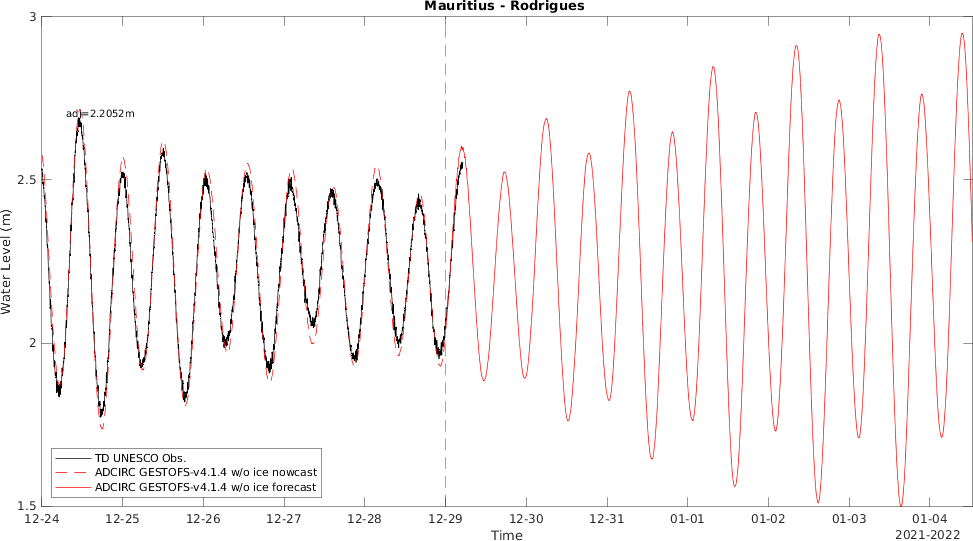 Mauritius - Rodrigues
3
adj=2.2052m
2.5
Water Level (m)
2
TD UNESCO Obs.
ADCIRC GESTOFS-v4.1.4 w/o ice nowcast
ADCIRC GESTOFS-v4.1.4 w/o ice forecast
1.5
12-24 12-25 12-26 12-27 12-28 12-29 12-30 12-31 01-01 01-02 01-03 01-04
Time
2021-2022